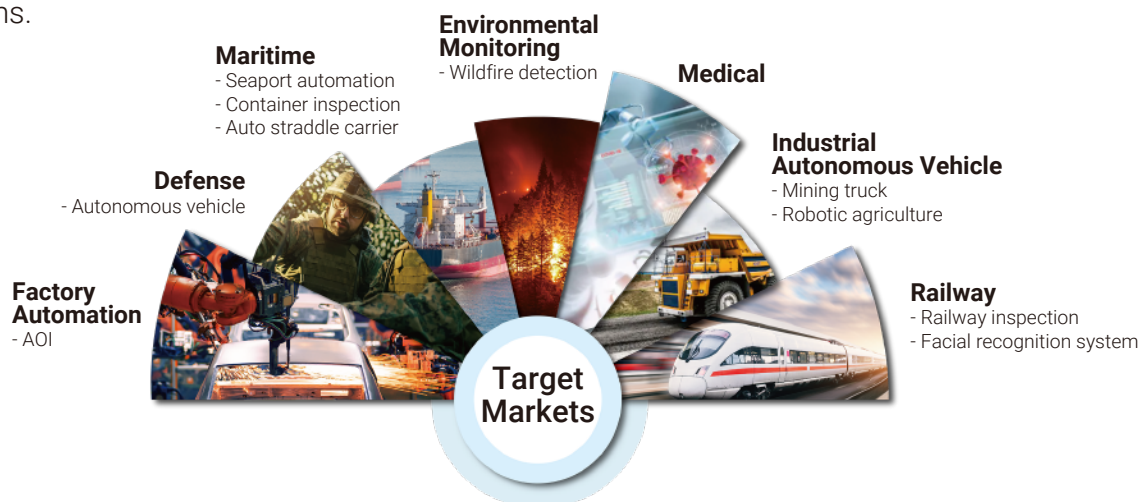 ns.
Environmental
Monitoring
- Wildfire detection
Maritime
- Seaport automation
- Container inspection
- Auto straddle carrier
Medical
Industrial
Autonomous Vehicle
- Mining truck
- Robotic agriculture
Defense
- Autonomous vehicle
Factory
Automation
- AOI
Railway
- Railway inspection
- Facial recognition system
Target
Markets